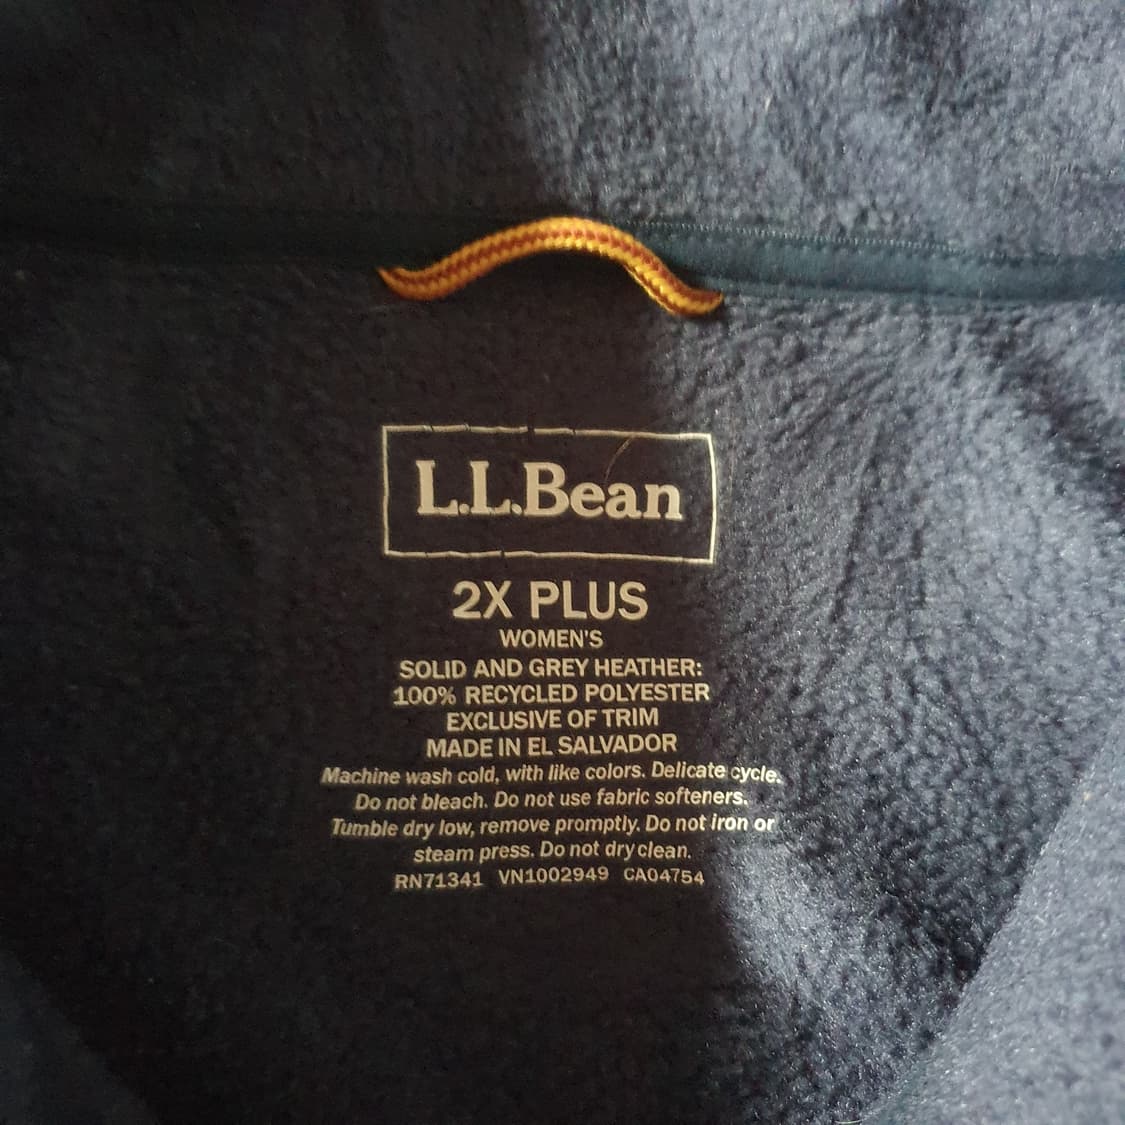 L.L.Bean
2X PLUS
WOMEN'S
SOLID AND GREY HEATHER:
100% RECYCLED POLYESTER
EXCLUSIVE OF TRIM
MADE IN EL SALVADOR
Machine wash cold, with like colors. Delicate cycle.
Do not bleach. Do not use fabric softeners.
Tumble dry low, remove promptly. Do not iron or
steam press. Do not dry clean.
RN71341 VN1002949 CA04754